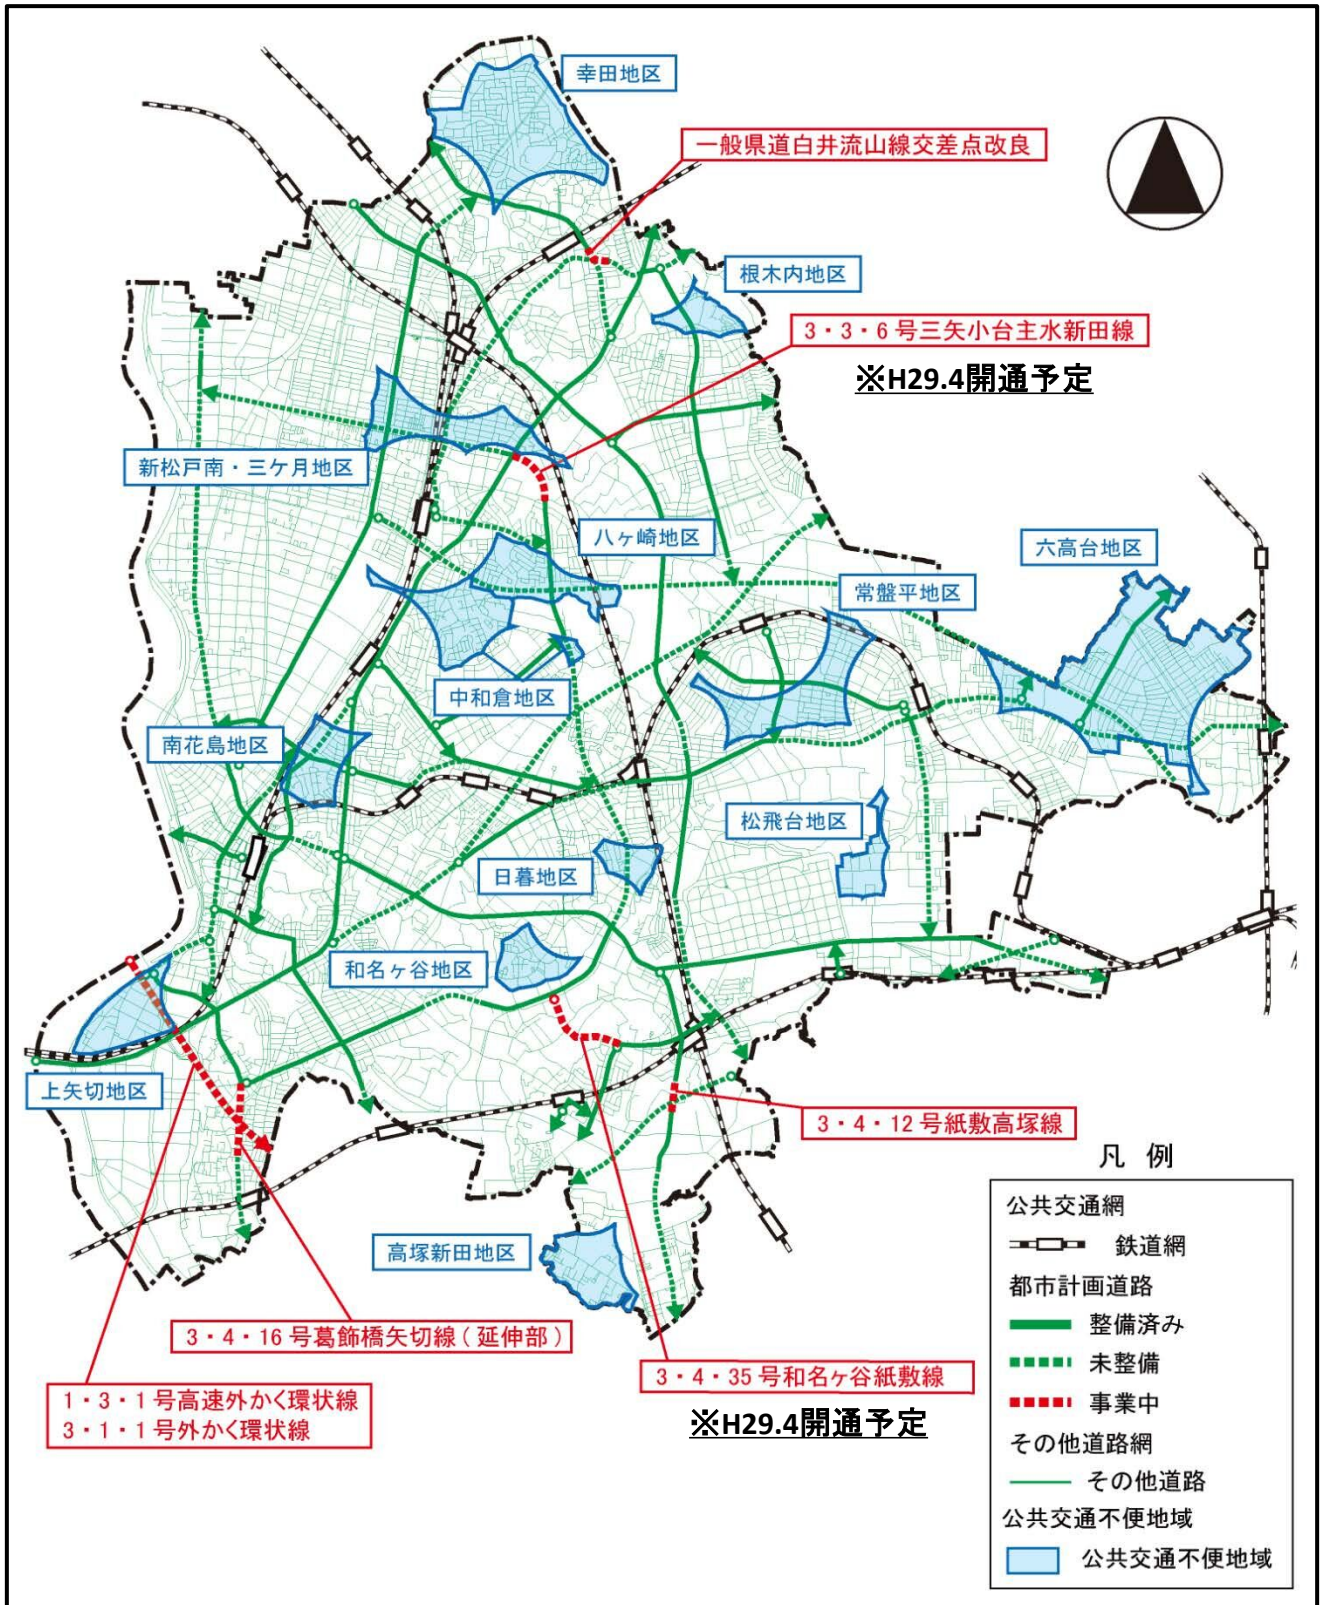 幸田地区
一般県道白井流山線交差点改良
根木内地区
3・3・6号三矢小台主水新田線
※H29.4開通予定
新松戸南・三ケ月地区
八ヶ崎地区
六高台地区
常盤平地区
中和倉地区
南花島地区
松飛台地区
日暮地区
和名ヶ谷地区
上矢切地区
3・4・12号紙敷高塚線
高塚新田地区
3・4・16号葛飾橋矢切線(延伸部)
3・4・35号和名ヶ谷紙敷線
※H29.4開通予定
1・3・1号高速外かく環状線
3・1・1号外かく環状線
凡 例
公共交通網
鉄道網
都市計画道路
整備済み
未整備
事業中
その他道路網
その他道路
公共交通不便地域
公共交通不便地域